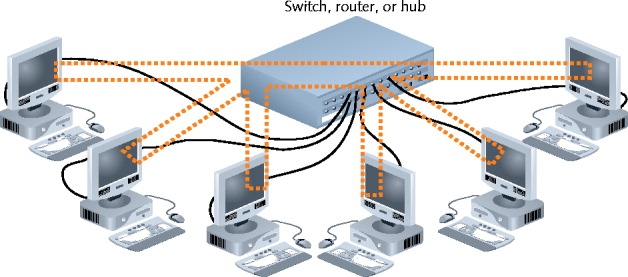 Switch, router, or hub